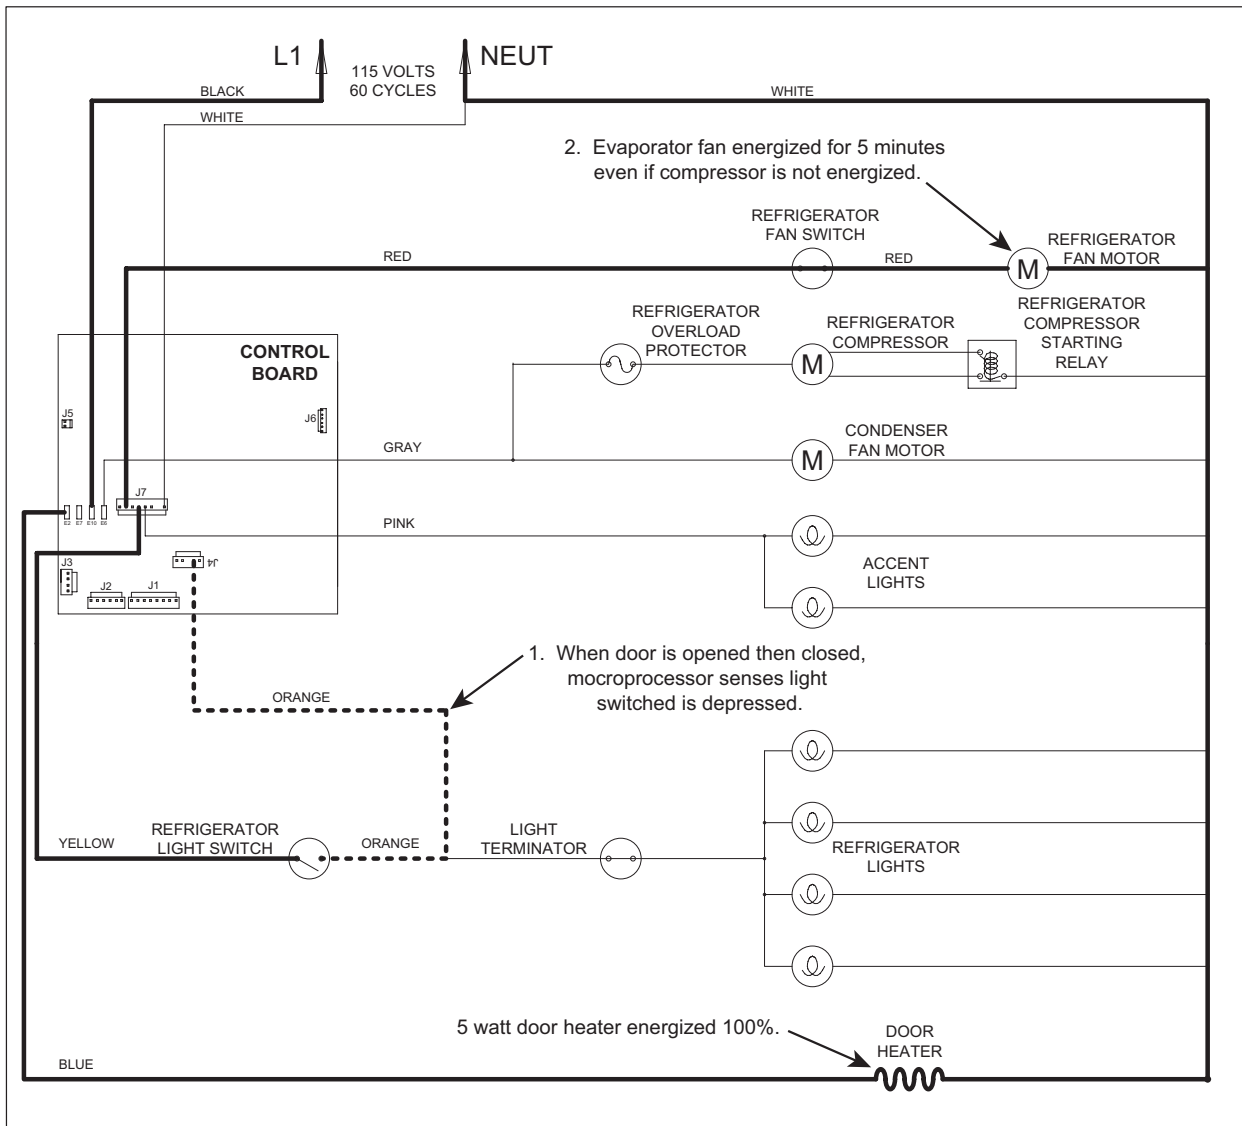 L1
NEUT
115 VOLTS
60 CYCLES
BLACK
WHITE
WHITE
2. Evaporator fan energized for 5 minutes
even if compressor is not energized.
REFRIGERATOR
FAN SWITCH
RED
RED
M
REFRIGERATOR
FAN MOTOR
REFRIGERATOR
OVERLOAD
PROTECTOR
REFRIGERATOR
COMPRESSOR
M
REFRIGERATOR
COMPRESSOR
STARTING
RELAY
CONTROL
BOARD
J5
J6
GRAY
CONDENSER
FAN MOTOR
M
J7
E2 E7 E10 E6
PINK
ACCENT
LIGHTS
J4
J3
J2
J1
1. When door is opened then closed,
mocroprocessor senses light
switched is depressed.
ORANGE
YELLOW
REFRIGERATOR
LIGHT SWITCH
ORANGE
LIGHT
TERMINATOR
REFRIGERATOR
LIGHTS
5 watt door heater energized 100%.
DOOR
HEATER
BLUE